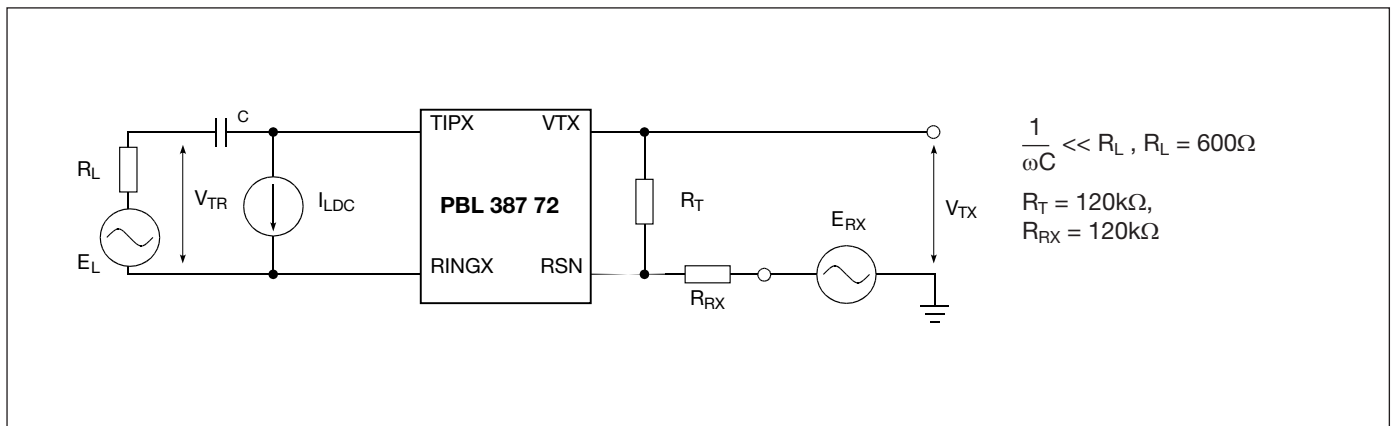 C
TIPX VTX
R_L
V_TR
I_LDC
PBL 387 72
R_T
V_TX
E_RX
E_L
RINGX RSN
R_RX
1/ωC << R_L , R_L = 600Ω
R_T = 120kΩ,
R_RX = 120kΩ